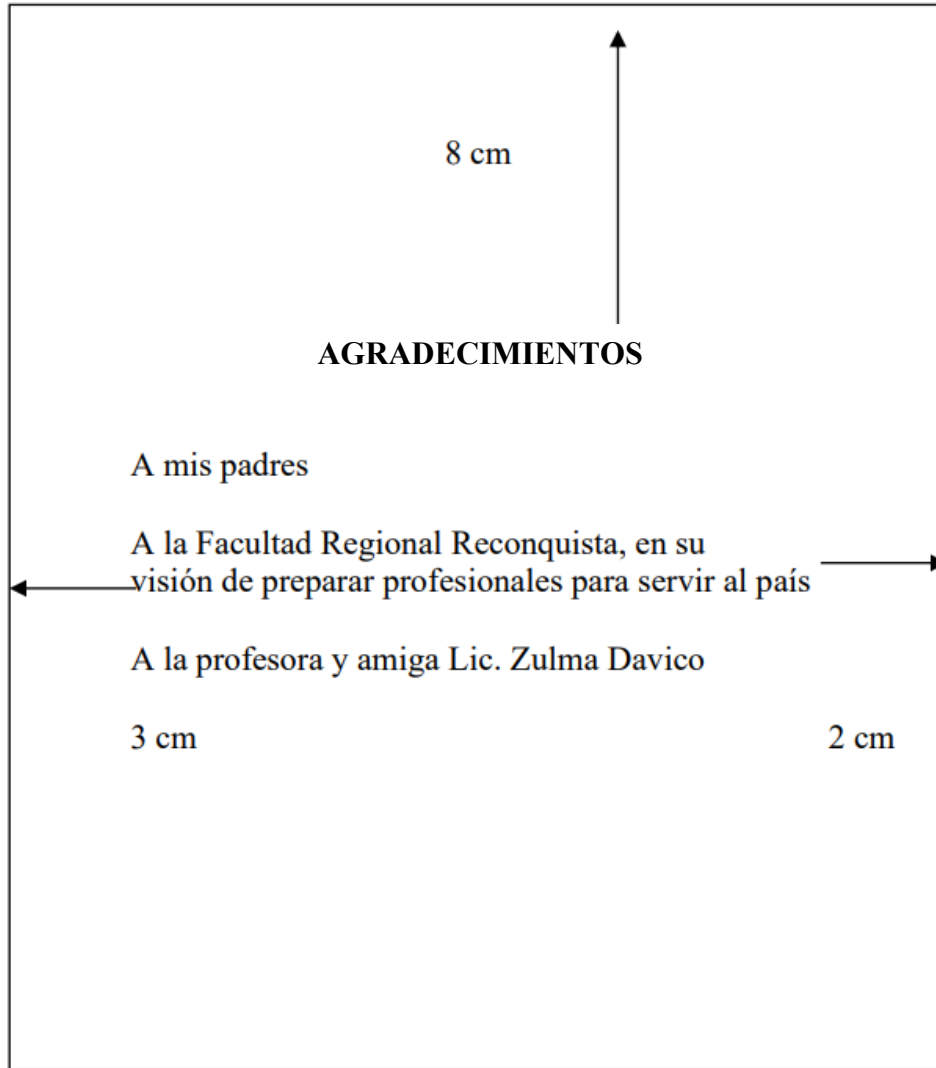 8 cm
AGRADECIMIENTOS
A mis padres
A la Facultad Regional Reconquista, en su
visión de preparar profesionales para servir al país
A la profesora y amiga Lic. Zulma Davico
3 cm 2 cm